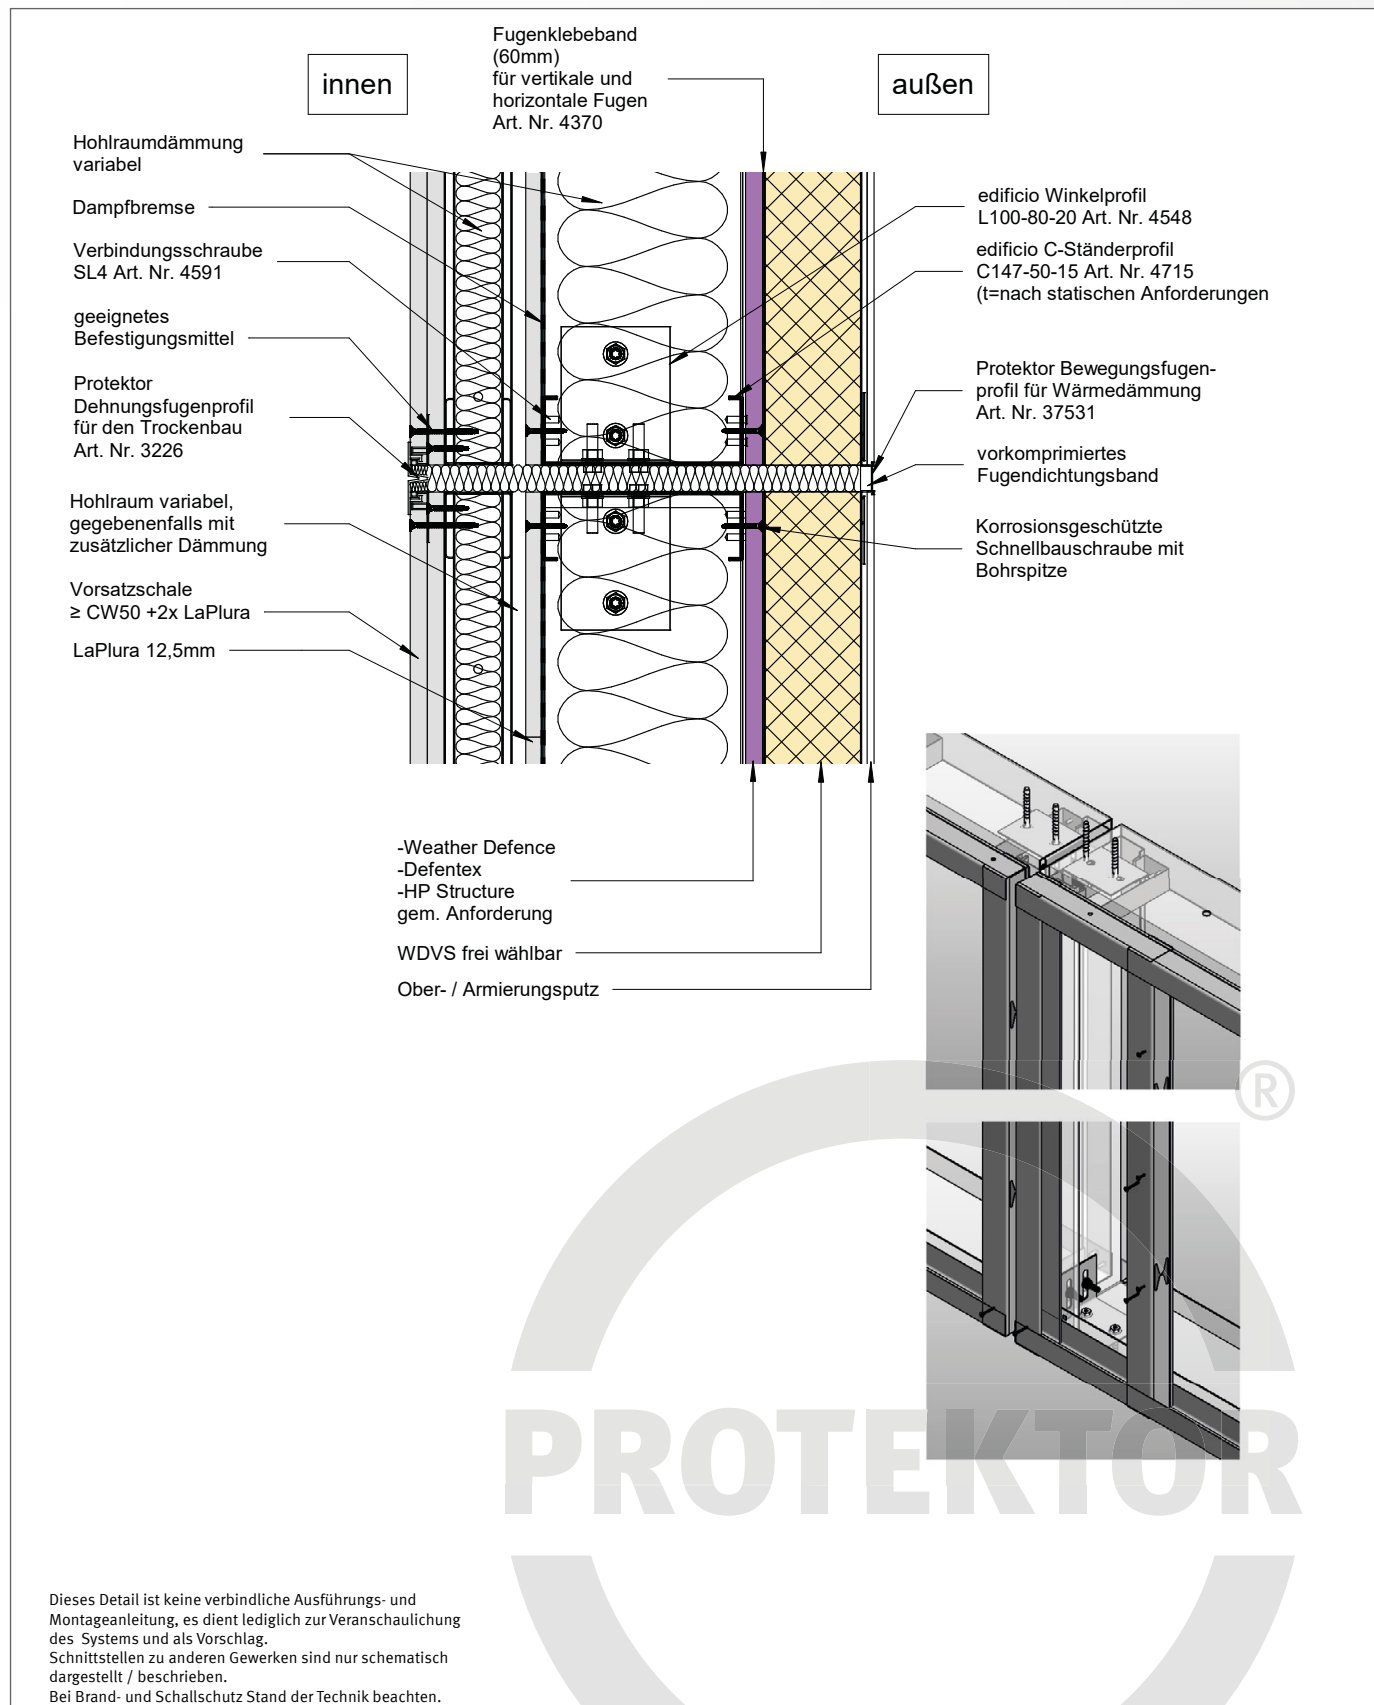 Fugenklebeband
(60mm)
für vertikale und
horizontale Fugen
Art. Nr. 4370
innen
außen
Hohlraumdämmung
variabel
Dampfbremse
Verbindungsschraube
SL4 Art. Nr. 4591
geeignetes
Befestigungsmittel
Protektor
Dehnungsfugenprofil
für den Trockenbau
Art. Nr. 3226
Hohlraum variabel,
gegebenenfalls mit
zusätzlicher Dämmung
Vorsatzschale
≥ CW50 +2x LaPlura
LaPlura 12,5mm
edificio Winkelprofil
L100-80-20 Art. Nr. 4548
edificio C-Ständerprofil
C147-50-15 Art. Nr. 4715
(t=nach statischen Anforderungen
Protektor Bewegungsfugen-
profil für Wärmedämmung
Art. Nr. 37531
vorkomprimiertes
Fugendichtungsband
Korrosionsgeschützte
Schnellbauschraube mit
Bohrspitze
-Weather Defence
-Defentex
-HP Structure
gem. Anforderung
WDVS frei wählbar
Ober- / Armierungsputz
®
PROTEKTOR
Dieses Detail ist keine verbindliche Ausführungs- und
Montageanleitung, es dient lediglich zur Veranschaulichung
des Systems und als Vorschlag.
Schnittstellen zu anderen Gewerken sind nur schematisch
dargestellt / beschrieben.
Bei Brand- und Schallschutz Stand der Technik beachten.